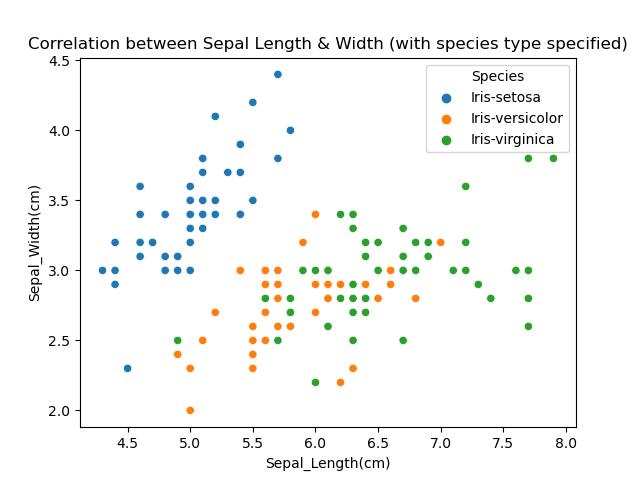 Correlation between Sepal Length & Width (with species type specified)
Species
Iris-setosa
Iris-versicolor
Iris-virginica
Sepal_Width(cm)
4.5
4.0
3.5
3.0
2.5
2.0
4.5 5.0 5.5 6.0 6.5 7.0 7.5 8.0
Sepal_Length(cm)